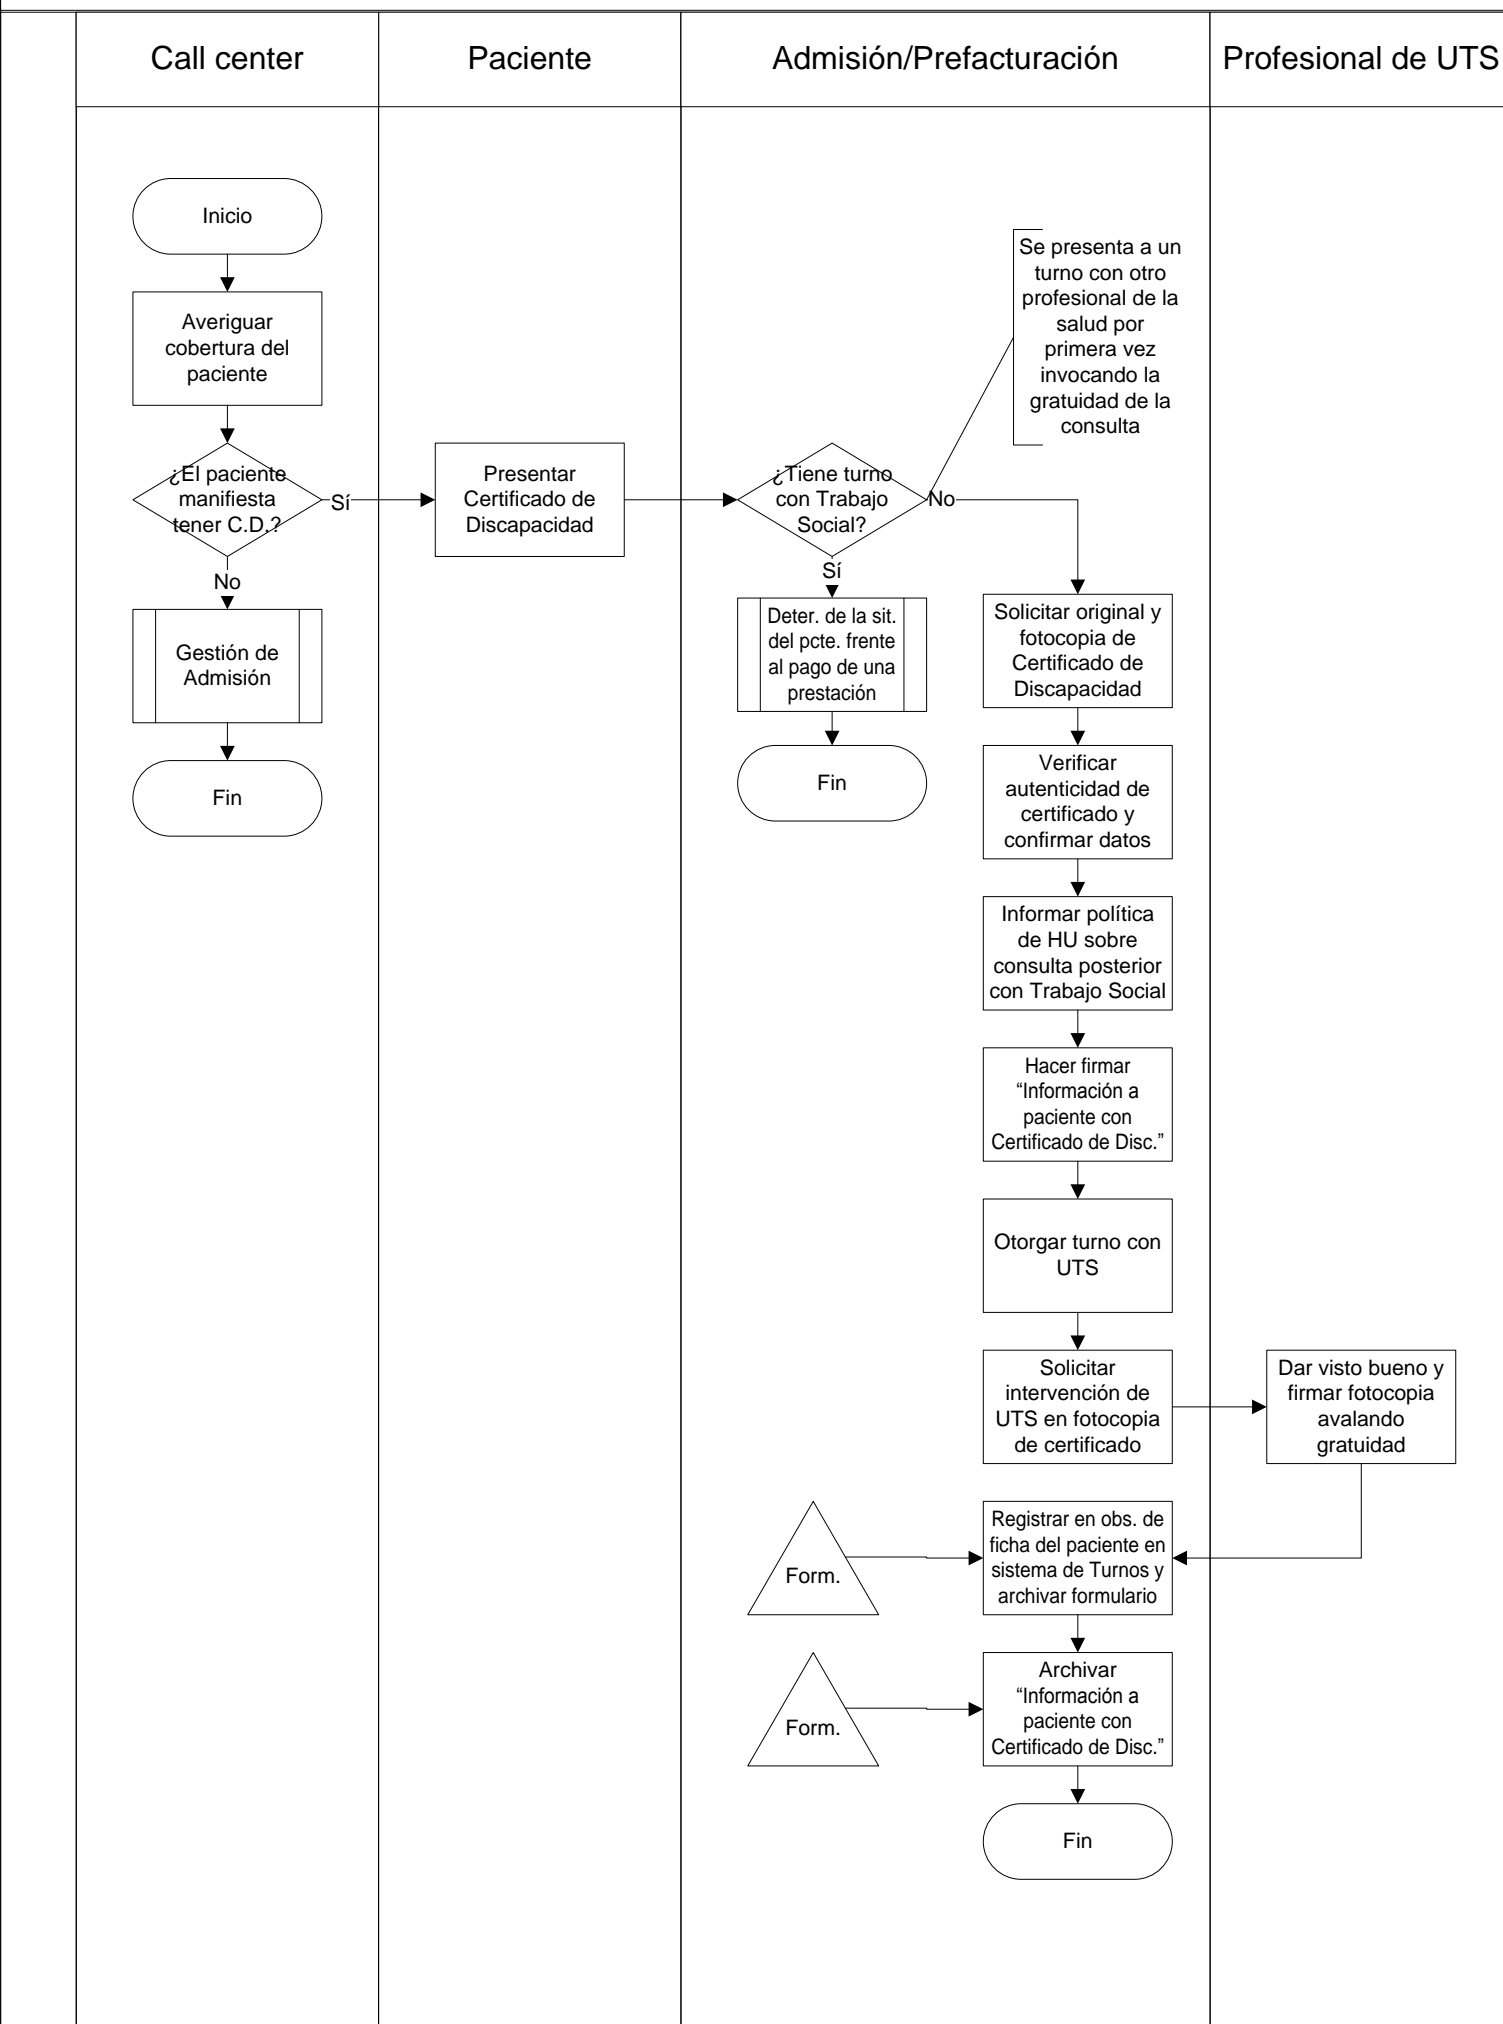 Call center
Paciente
Admisión/Prefacturación
Profesional de UTS
Inicio
Averiguar
cobertura del
paciente
¿El paciente
manifiesta
tener C.D.?
Sí
No
Gestión de
Admisión
Fin
Presentar
Certificado de
Discapacidad
¿Tiene turno
con Trabajo
Social?
No
Sí
Se presenta a un
turno con otro
profesional de la
salud por
primera vez
invocando la
gratuidad de la
consulta
Deter. de la sit.
del pcte. frente
al pago de una
prestación
Fin
Solicitar original y
fotocopia de
Certificado de
Discapacidad
Verificar
autenticidad de
certificado y
confirmar datos
Informar política
de HU sobre
consulta posterior
con Trabajo Social
Hacer firmar
“Información a
paciente con
Certificado de Disc.”
Otorgar turno con
UTS
Solicitar
intervención de
UTS en fotocopia
de certificado
Dar visto bueno y
firmar fotocopia
avalando
gratuidad
Form.
Registrar en obs. de
ficha del paciente en
sistema de Turnos y
archivar formulario
Form.
Archivar
“Información a
paciente con
Certificado de Disc.”
Fin